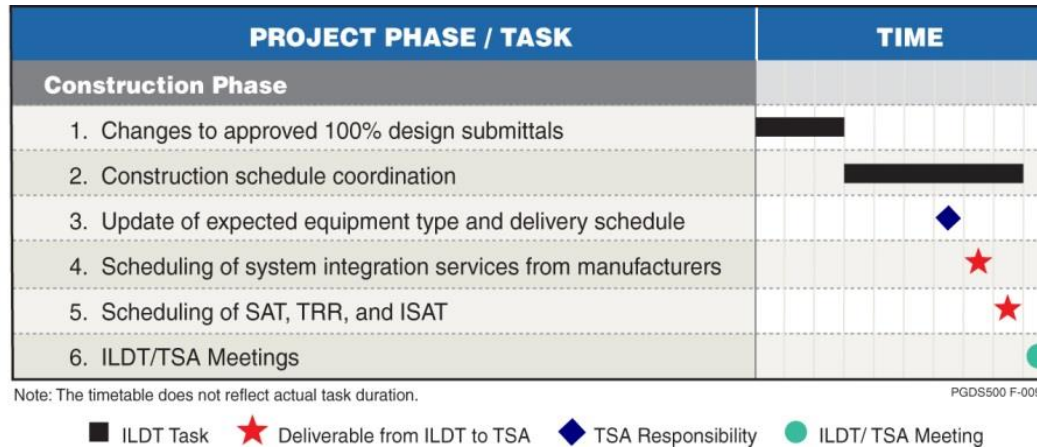 PROJECT PHASE / TASK TIME
Construction Phase
1. Changes to approved 100% design submittals
2. Construction schedule coordination
3. Update of expected equipment type and delivery schedule
4. Scheduling of system integration services from manufacturers
5. Scheduling of SAT, TRR, and ISAT
6. ILDT/TSA Meetings
Note: The timetable does not reflect actual task duration. PGDS500 F-009
ILDT Task Deliverable from ILDT to TSA TSA Responsibility ILDT/ TSA Meeting